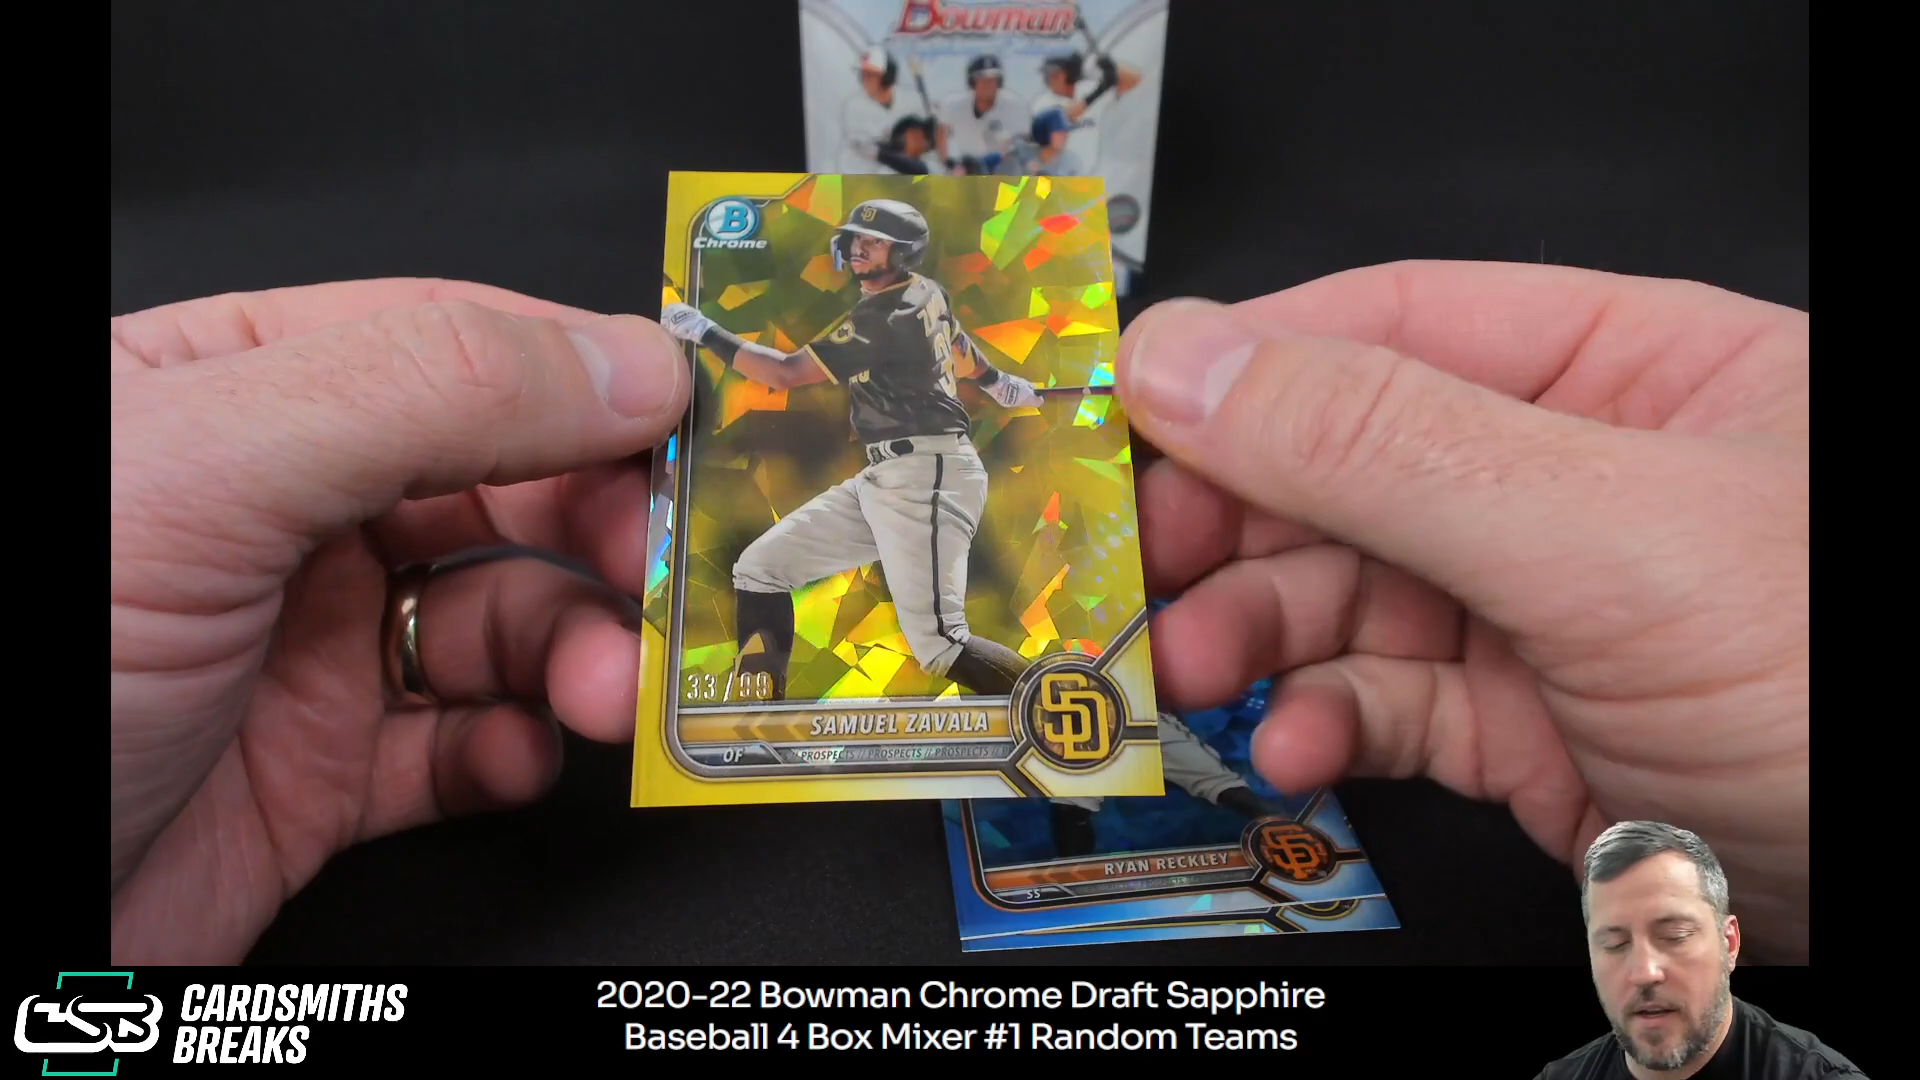 Bowman
B
Chrome
33/99
SAMUEL ZAVALA
OF
// PROSPECTS // PROSPECTS // PROSPECTS //
SD
RYAN RECKLEY
SS
SF
CSB
CARDSMITHS
BREAKS
2020-22 Bowman Chrome Draft Sapphire
Baseball 4 Box Mixer #1 Random Teams